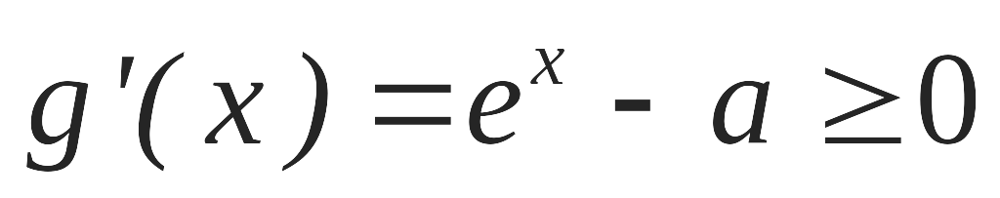 g'(x)=e^x - a ≥0